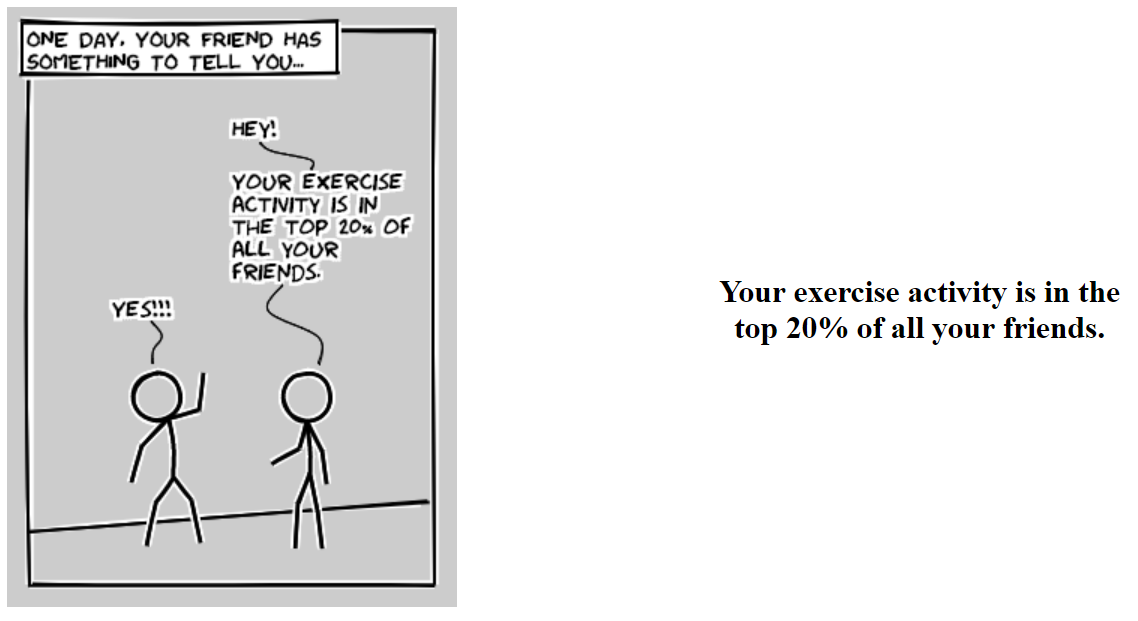 ONE DAY, YOUR FRIEND HAS
SOMETHING TO TELL YOU...
HEY!
YOUR EXERCISE
ACTIVITY IS IN
THE TOP 20% OF
ALL YOUR
FRIENDS.
YES!!!
Your exercise activity is in the
top 20% of all your friends.